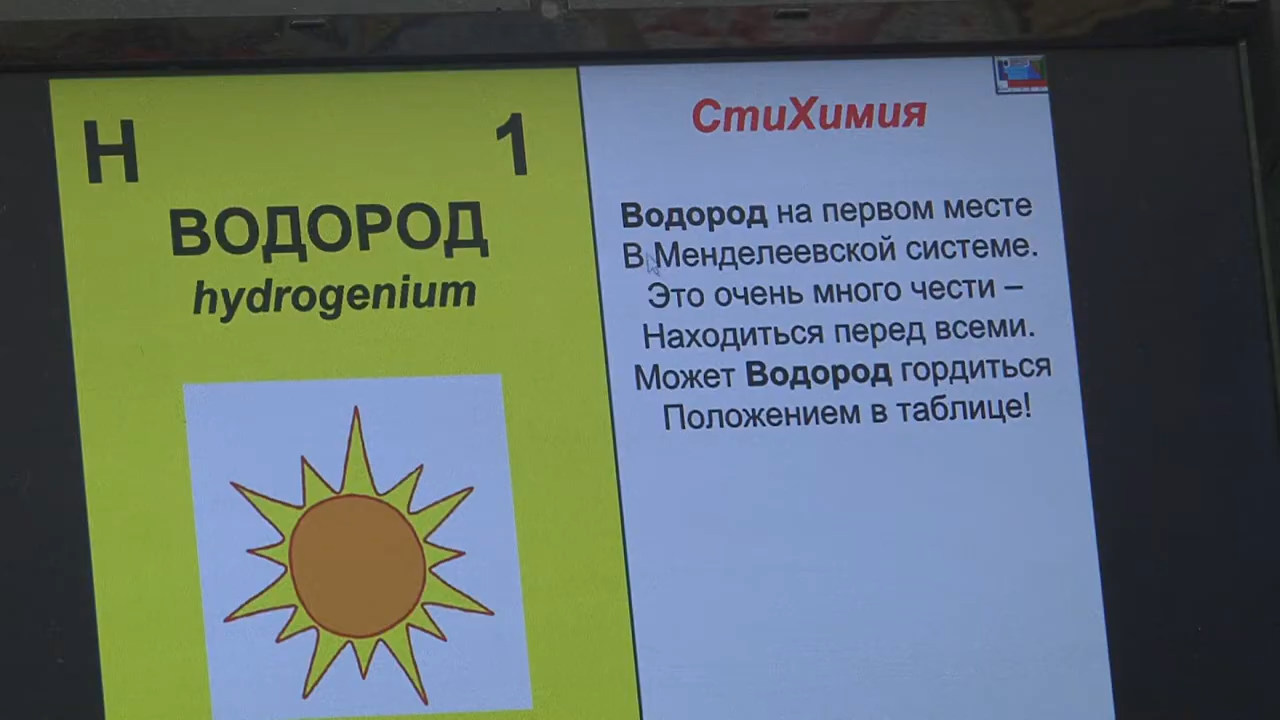 H 1
ВОДОРОД
hydrogenium
СтиХимия
Водород на первом месте
В Менделеевской системе.
Это очень много чести –
Находиться перед всеми.
Может Водород гордиться
Положением в таблице!